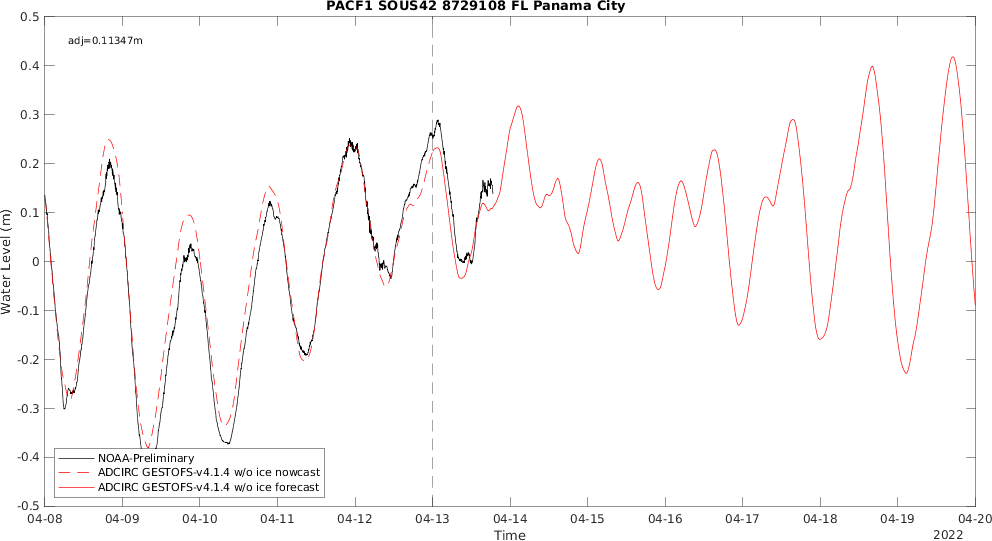 PACF1 SOUS42 8729108 FL Panama City
adj=0.11347m
0.5
0.4
0.3
0.2
0.1
0
-0.1
-0.2
-0.3
-0.4
-0.5
Water Level (m)
NOAA-Preliminary
ADCIRC GESTOFS-v4.1.4 w/o ice nowcast
ADCIRC GESTOFS-v4.1.4 w/o ice forecast
04-08 04-09 04-10 04-11 04-12 04-13 04-14 04-15 04-16 04-17 04-18 04-19 04-20
Time
2022